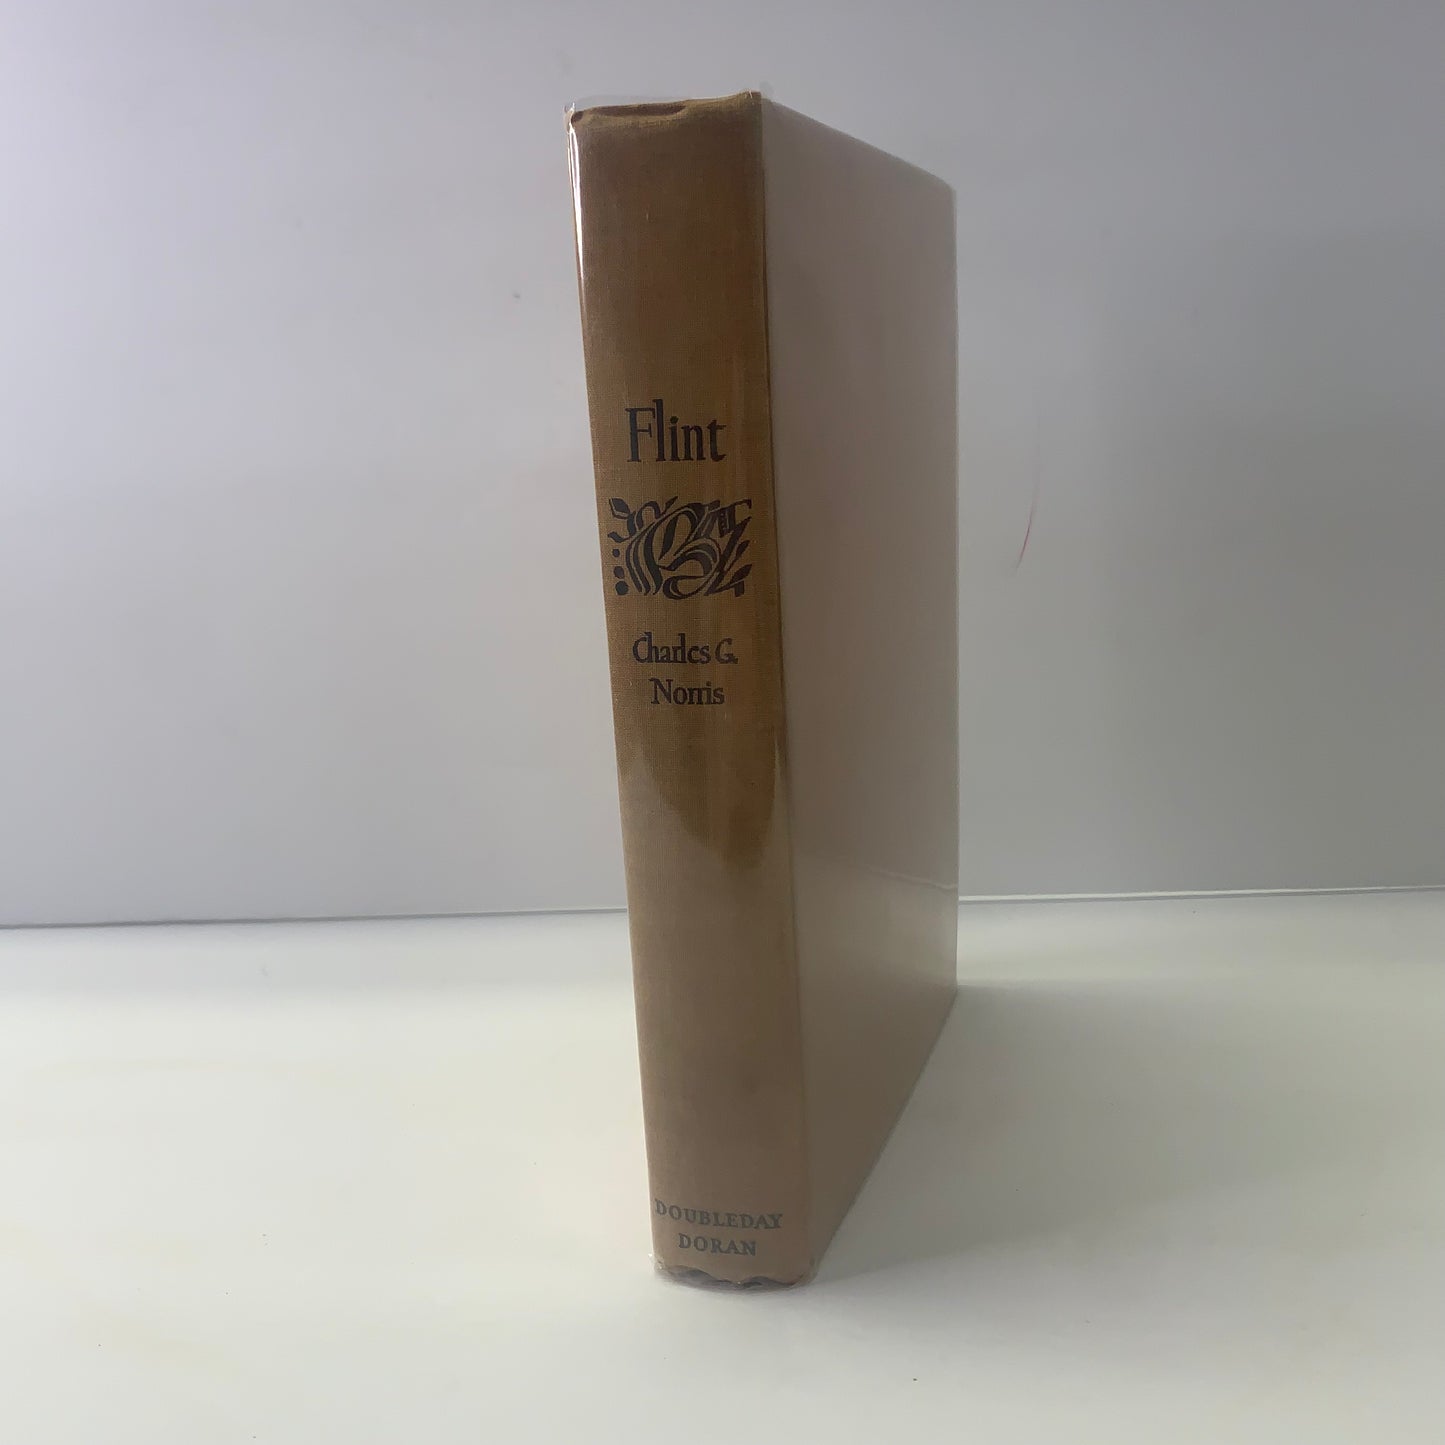 Flint
Charles G.
Norris
DOUBLEDAY
DORAN